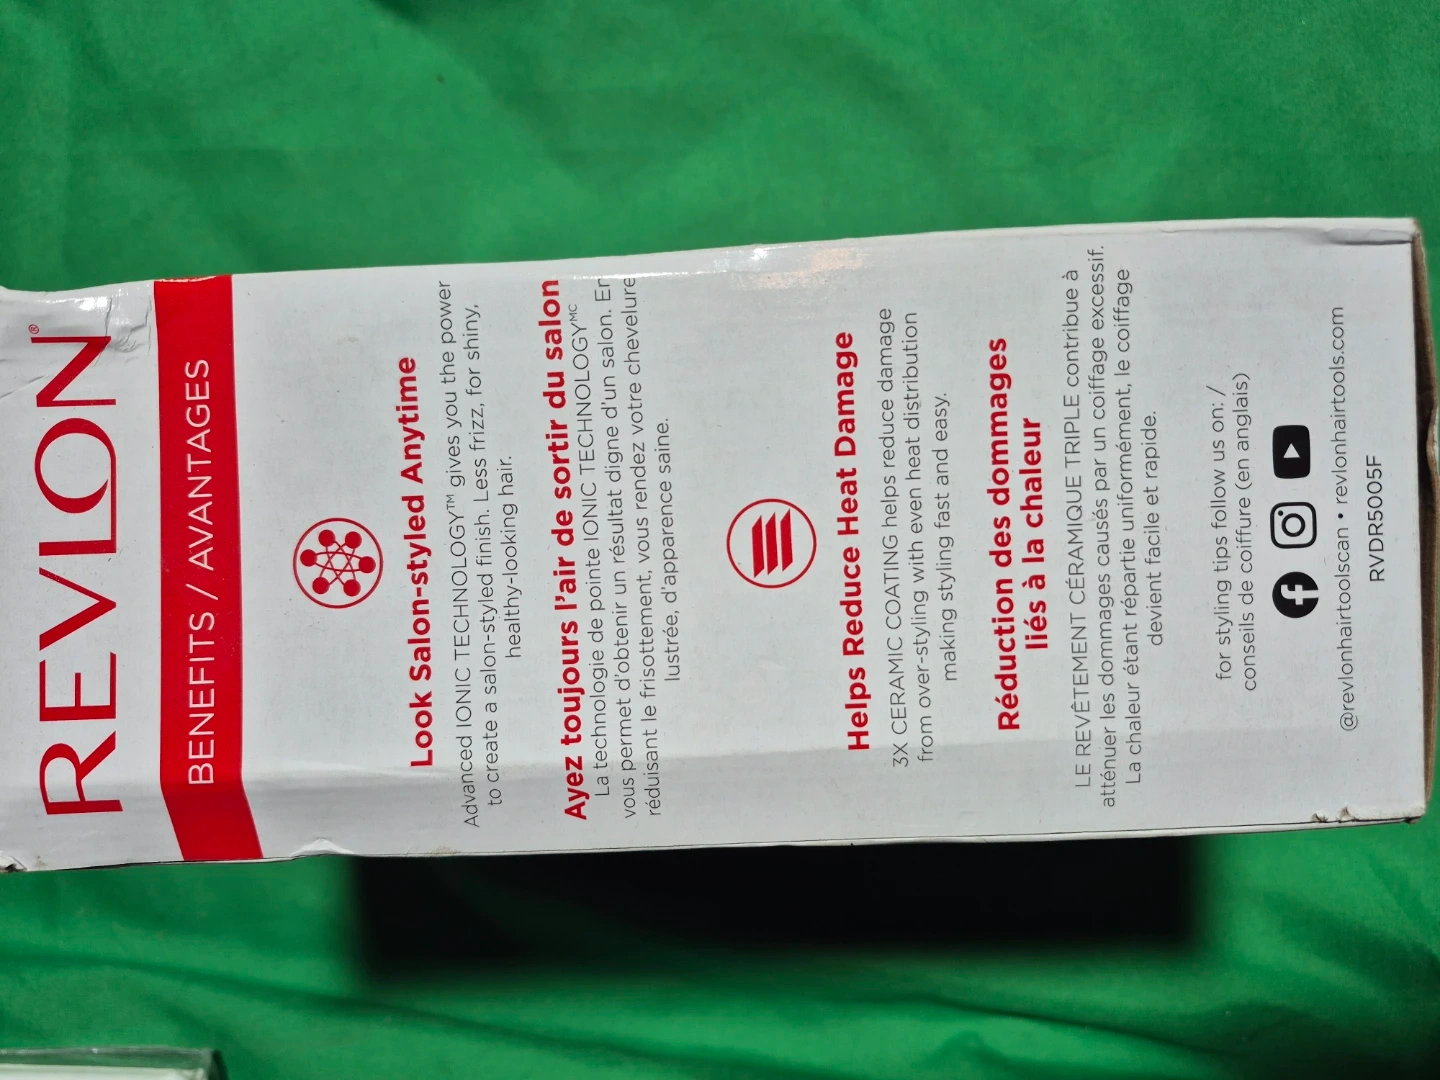 REVLON®
BENEFITS / AVANTAGES
Look Salon-styled Anytime
Advanced IONIC TECHNOLOGY™ gives you the power
to create a salon-styled finish. Less frizz, for shiny,
healthy-looking hair.
Ayez toujours l'air de sortir du salon
La technologie de pointe IONIC TECHNOLOGYᴹᶜ
vous permet d'obtenir un résultat digne d'un salon. En
réduisant le frisottement, vous rendez votre chevelure
lustrée, d'apparence saine.
Helps Reduce Heat Damage
3X CERAMIC COATING helps reduce damage
from over-styling with even heat distribution
making styling fast and easy.
Réduction des dommages
liés à la chaleur
LE REVÊTEMENT CÉRAMIQUE TRIPLE contribue à
atténuer les dommages causés par un coiffage excessif.
La chaleur étant répartie uniformément, le coiffage
devient facile et rapide.
for styling tips follow us on: /
conseils de coiffure (en anglais)
@revlonhairtoolscan • revlonhairtools.com
RVDR5005F